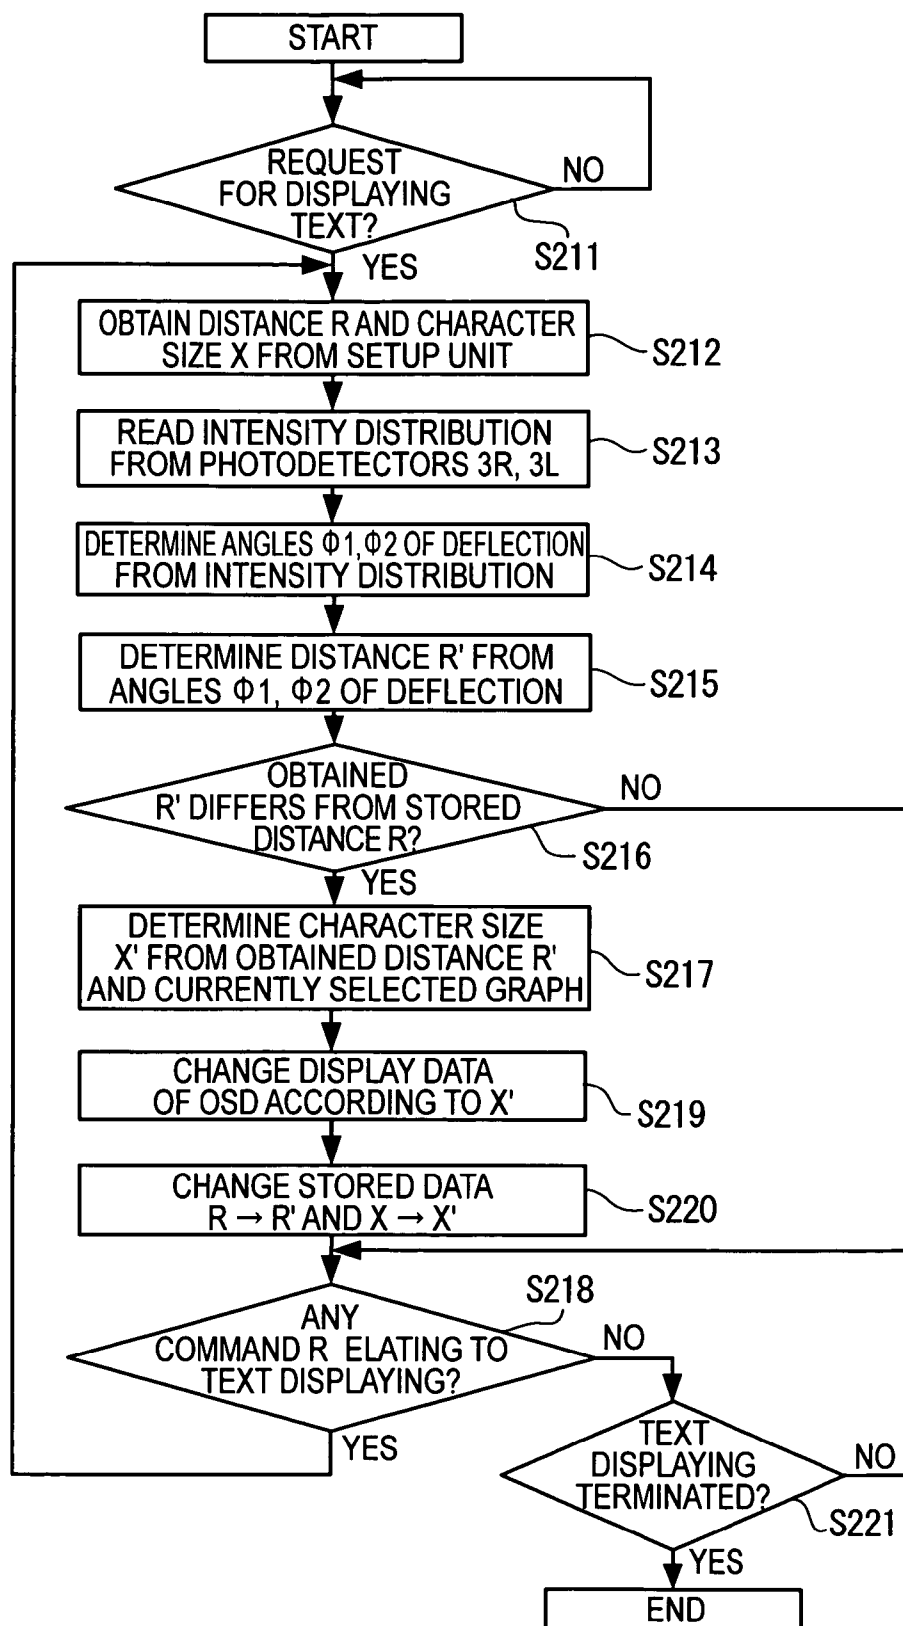 START
REQUEST
FOR DISPLAYING
TEXT?
NO
S211
YES
OBTAIN DISTANCE R AND CHARACTER
SIZE X FROM SETUP UNIT
S212
READ INTENSITY DISTRIBUTION
FROM PHOTODETECTORS 3R, 3L
S213
DETERMINE ANGLES Φ1,Φ2 OF DEFLECTION
FROM INTENSITY DISTRIBUTION
S214
DETERMINE DISTANCE R' FROM
ANGLES Φ1, Φ2 OF DEFLECTION
S215
OBTAINED
R' DIFFERS FROM STORED
DISTANCE R?
NO
S216
YES
DETERMINE CHARACTER SIZE
X' FROM OBTAINED DISTANCE R'
AND CURRENTLY SELECTED GRAPH
S217
CHANGE DISPLAY DATA
OF OSD ACCORDING TO X'
S219
CHANGE STORED DATA
R → R' AND X → X'
S220
S218
ANY
COMMAND R ELATING TO
TEXT DISPLAYING?
NO
YES
TEXT
DISPLAYING
TERMINATED?
NO
S221
YES
END